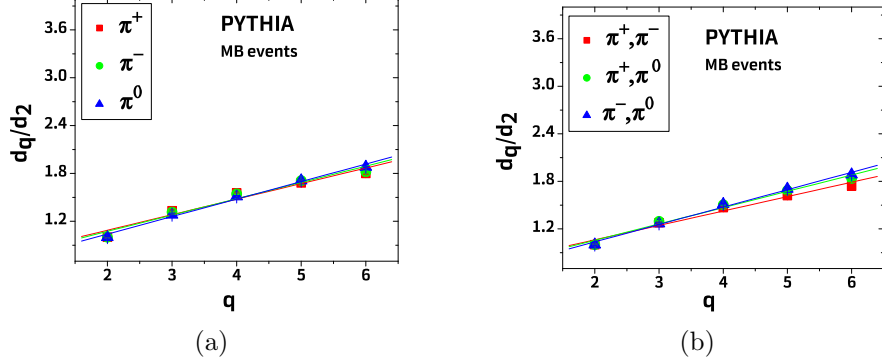 PYTHIA
MB events
π⁺
π⁻
π⁰
dq/d2
3.8
3.0
2.4
1.8
1.2
2 3 4 5 6
q
(a)
PYTHIA
MB events
π⁺,π⁻
π⁺,π⁰
π⁻,π⁰
dq/d2
3.6
3.0
2.4
1.8
1.2
2 3 4 5 6
q
(b)